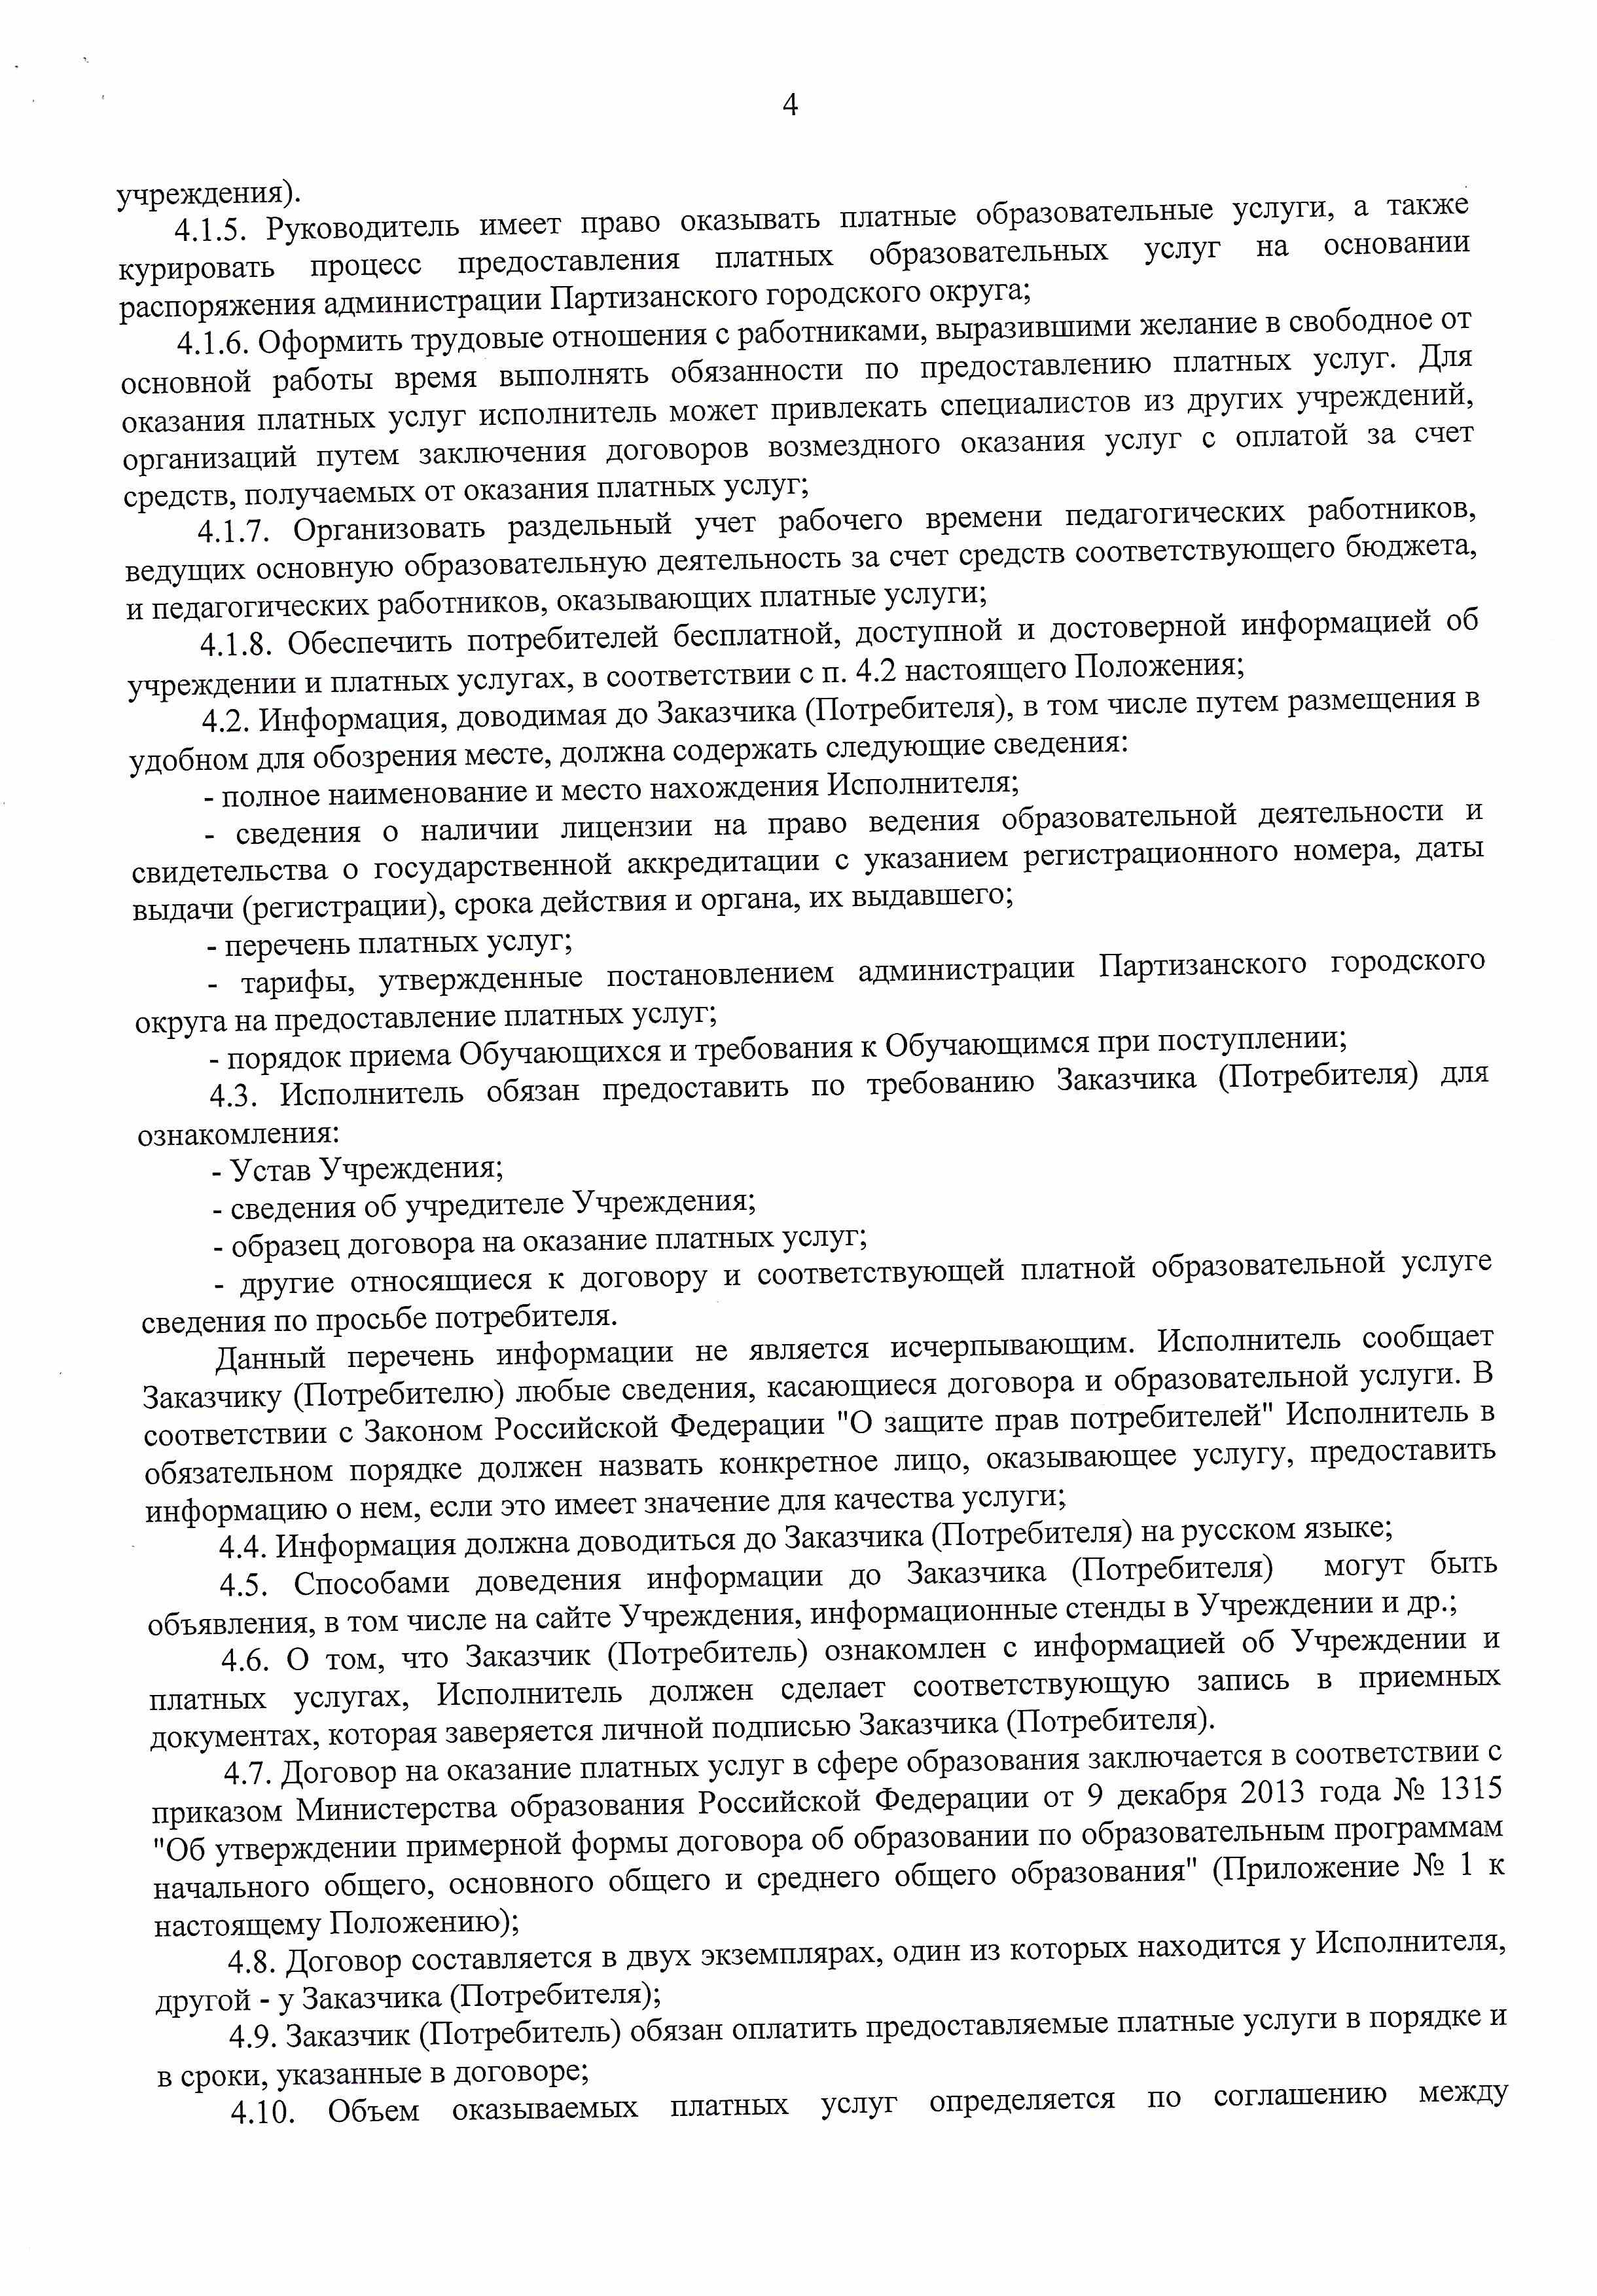 4
учреждения).
4.1.5. Руководитель имеет право оказывать платные образовательные услуги, а также
курировать процесс предоставления платных образовательных услуг на основании
распоряжения администрации Партизанского городского округа;
4.1.6. Оформить трудовые отношения с работниками, выразившими желание в свободное от
основной работы время выполнять обязанности по предоставлению платных услуг. Для
оказания платных услуг исполнитель может привлекать специалистов из других учреждений,
организаций путем заключения договоров возмездного оказания услуг с оплатой за счет
средств, получаемых от оказания платных услуг;
4.1.7. Организовать раздельный учет рабочего времени педагогических работников,
ведущих основную образовательную деятельность за счет средств соответствующего бюджета,
и педагогических работников, оказывающих платные услуги;
4.1.8. Обеспечить потребителей бесплатной, доступной и достоверной информацией об
учреждении и платных услугах, в соответствии с п. 4.2 настоящего Положения;
4.2. Информация, доводимая до Заказчика (Потребителя), в том числе путем размещения в
удобном для обозрения месте, должна содержать следующие сведения:
- полное наименование и место нахождения Исполнителя;
- сведения о наличии лицензии на право ведения образовательной деятельности и
свидетельства о государственной аккредитации с указанием регистрационного номера, даты
выдачи (регистрации), срока действия и органа, их выдавшего;
- перечень платных услуг;
- тарифы, утвержденные постановлением администрации Партизанского городского
округа на предоставление платных услуг;
- порядок приема Обучающихся и требования к Обучающимся при поступлении;
4.3. Исполнитель обязан предоставить по требованию Заказчика (Потребителя) для
ознакомления:
- Устав Учреждения;
- сведения об учредителе Учреждения;
- образец договора на оказание платных услуг;
- другие относящиеся к договору и соответствующей платной образовательной услуге
сведения по просьбе потребителя.
Данный перечень информации не является исчерпывающим. Исполнитель сообщает
Заказчику (Потребителю) любые сведения, касающиеся договора и образовательной услуги. В
соответствии с Законом Российской Федерации "О защите прав потребителей" Исполнитель в
обязательном порядке должен назвать конкретное лицо, оказывающее услугу, предоставить
информацию о нем, если это имеет значение для качества услуги;
4.4. Информация должна доводиться до Заказчика (Потребителя) на русском языке;
4.5. Способами доведения информации до Заказчика (Потребителя) могут быть
объявления, в том числе на сайте Учреждения, информационные стенды в Учреждении и др.;
4.6. О том, что Заказчик (Потребитель) ознакомлен с информацией об Учреждении и
платных услугах, Исполнитель должен сделает соответствующую запись в приемных
документах, которая заверяется личной подписью Заказчика (Потребителя).
4.7. Договор на оказание платных услуг в сфере образования заключается в соответствии с
приказом Министерства образования Российской Федерации от 9 декабря 2013 года № 1315
"Об утверждении примерной формы договора об образовании по образовательным программам
начального общего, основного общего и среднего общего образования" (Приложение № 1 к
настоящему Положению);
4.8. Договор составляется в двух экземплярах, один из которых находится у Исполнителя,
другой - у Заказчика (Потребителя);
4.9. Заказчик (Потребитель) обязан оплатить предоставляемые платные услуги в порядке и
в сроки, указанные в договоре;
4.10. Объем оказываемых платных услуг определяется по соглашению между